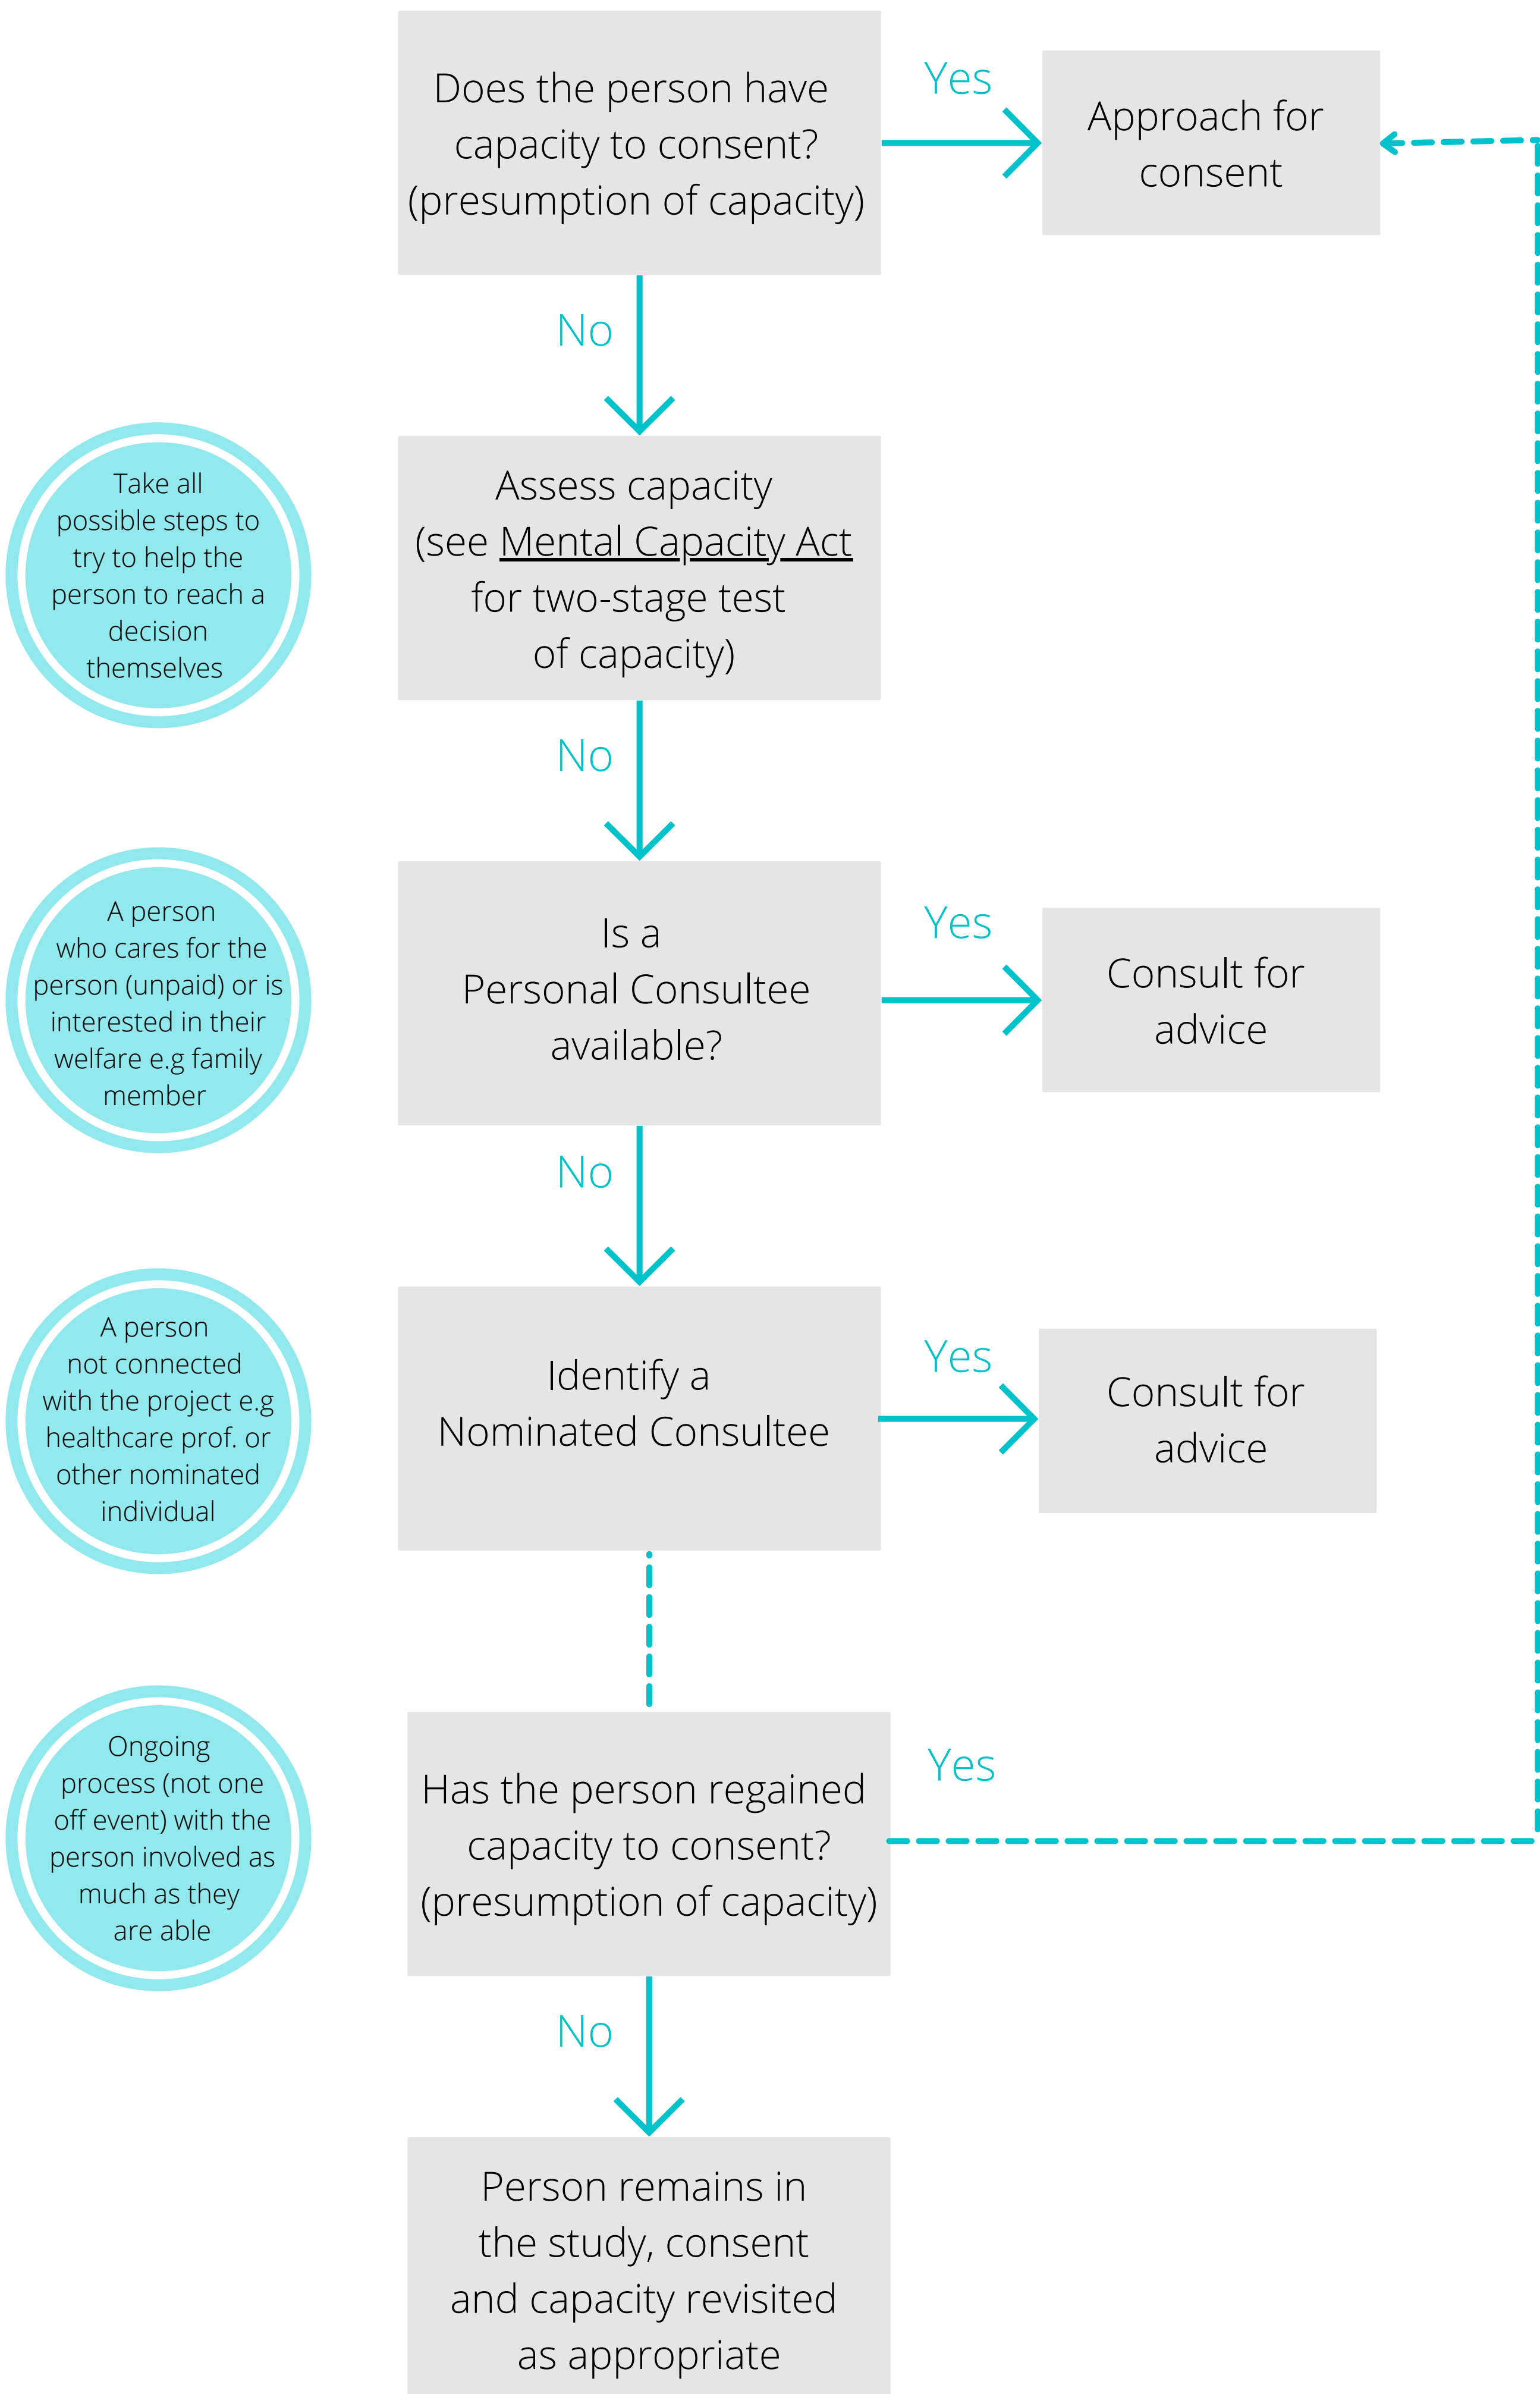 Does the person have
capacity to consent?
(presumption of capacity)
Yes
Approach for
consent
No
Take all
possible steps to
try to help the
person to reach a
decision
themselves
Assess capacity
(see Mental Capacity Act
for two-stage test
of capacity)
No
A person
who cares for the
person (unpaid) or is
interested in their
welfare e.g family
member
Is a
Personal Consultee
available?
Yes
Consult for
advice
No
A person
not connected
with the project e.g
healthcare prof. or
other nominated
individual
Identify a
Nominated Consultee
Yes
Consult for
advice
Ongoing
process (not one
off event) with the
person involved as
much as they
are able
Has the person regained
capacity to consent?
(presumption of capacity)
Yes
No
Person remains in
the study, consent
and capacity revisited
as appropriate